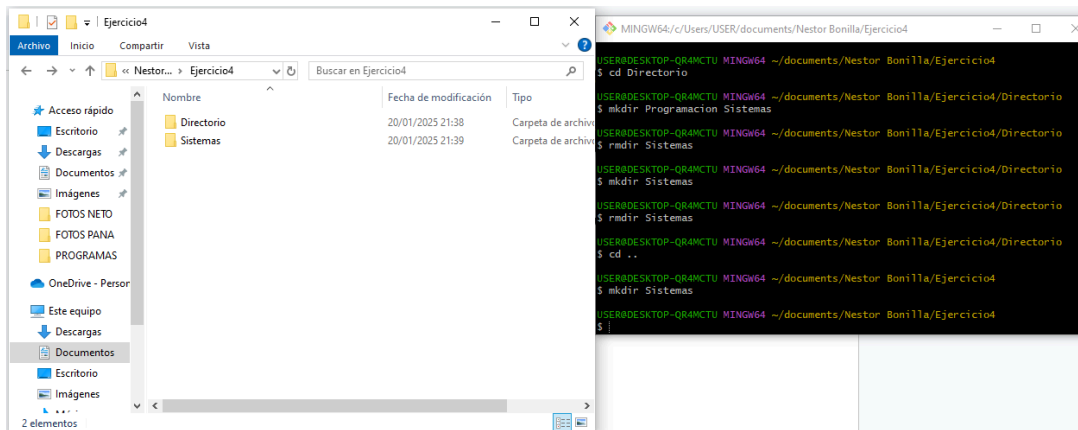 Ejercicio4
Archivo Inicio Compartir Vista
« Nestor... > Ejercicio4
Buscar en Ejercicio4
Nombre Fecha de modificación Tipo
Acceso rápido
Escritorio
Descargas
Documentos
Imágenes
FOTOS NETO
FOTOS PANA
PROGRAMAS
OneDrive - Person
Este equipo
Descargas
Documentos
Escritorio
Imágenes
Directorio 20/01/2025 21:38 Carpeta de archivo
Sistemas 20/01/2025 21:39 Carpeta de archivo
2 elementos
MINGW64:/c/Users/USER/documents/Nestor Bonilla/Ejercicio4
USER@DESKTOP-QR4MCTU MINGW64 ~/documents/Nestor Bonilla/Ejercicio4
$ cd Directorio
USER@DESKTOP-QR4MCTU MINGW64 ~/documents/Nestor Bonilla/Ejercicio4/Directorio
$ mkdir Programacion Sistemas
USER@DESKTOP-QR4MCTU MINGW64 ~/documents/Nestor Bonilla/Ejercicio4/Directorio
$ rmdir Sistemas
USER@DESKTOP-QR4MCTU MINGW64 ~/documents/Nestor Bonilla/Ejercicio4/Directorio
$ mkdir Sistemas
USER@DESKTOP-QR4MCTU MINGW64 ~/documents/Nestor Bonilla/Ejercicio4/Directorio
$ rmdir Sistemas
USER@DESKTOP-QR4MCTU MINGW64 ~/documents/Nestor Bonilla/Ejercicio4/Directorio
$ cd ..
USER@DESKTOP-QR4MCTU MINGW64 ~/documents/Nestor Bonilla/Ejercicio4
$ mkdir Sistemas
USER@DESKTOP-QR4MCTU MINGW64 ~/documents/Nestor Bonilla/Ejercicio4
$